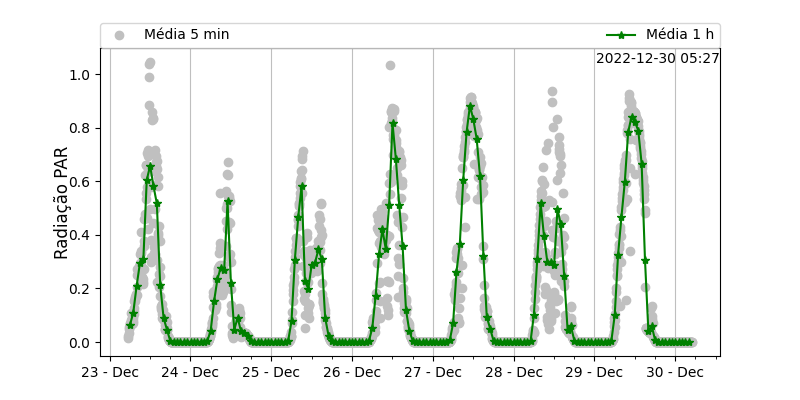 Média 5 min
Média 1 h
2022-12-30 05:27
Radiação PAR
1.0
0.8
0.6
0.4
0.2
0.0
23 - Dec
24 - Dec
25 - Dec
26 - Dec
27 - Dec
28 - Dec
29 - Dec
30 - Dec